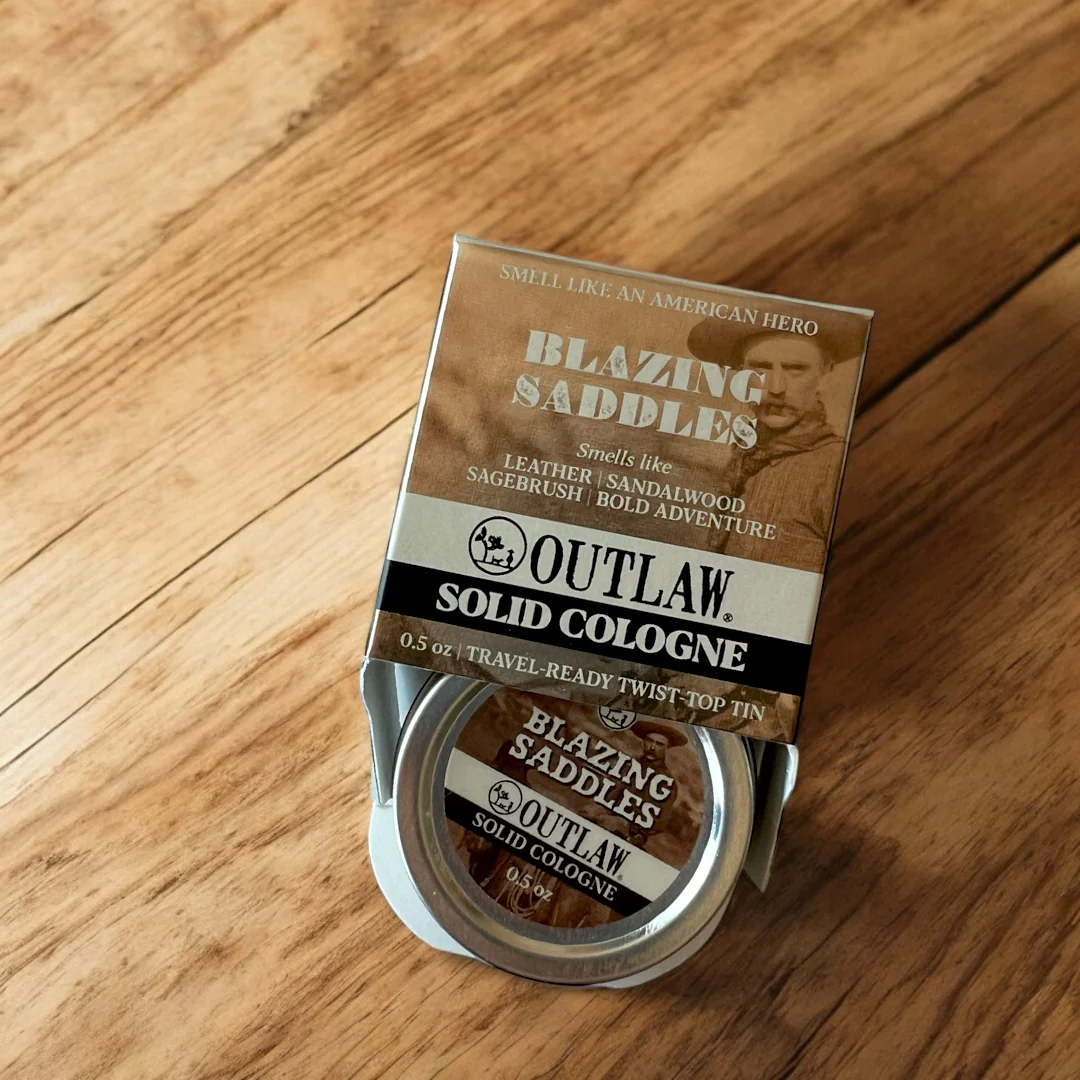 SMELL LIKE AN AMERICAN HERO
BLAZING
SADDLES
Smells like
LEATHER | SANDALWOOD
SAGEBRUSH | BOLD ADVENTURE
OUTLAW®
SOLID COLOGNE
0.5 oz | TRAVEL-READY TWIST-TOP TIN
BLAZING
SADDLES
OUTLAW®
SOLID COLOGNE
0.5 oz